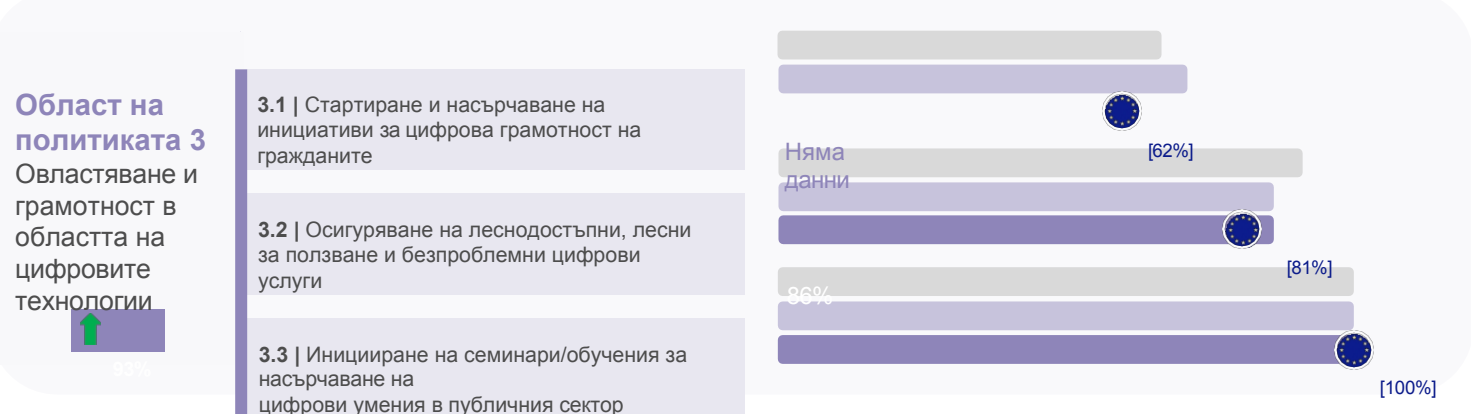 Област на
политиката 3
Овластяване и
грамотност в
областта на
цифровите
технологии
93%
3.1 | Стартиране и насърчаване на
инициативи за цифрова грамотност на
гражданите
3.2 | Осигуряване на леснодостъпни, лесни
за ползване и безпроблемни цифрови
услуги
3.3 | Иницииране на семинари/обучения за
насърчаване на
цифрови умения в публичния сектор
[62%]
Няма
данни
[81%]
86%
[100%]